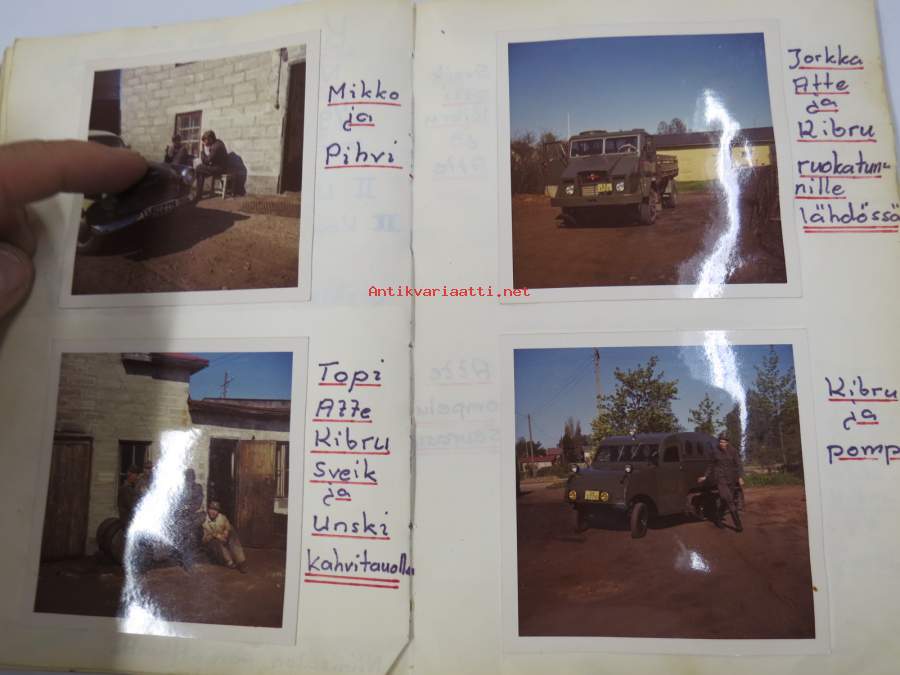 Mikko
ja
Pihvi
Topi
Atte
Kibru
Sveik
ja
Unski
kahvitauolla
Jorkka
Atte
ja
Kibru
ruokatun-
nille
lähdössä
Kibru
ja
pomp
Antikvariaatti.net